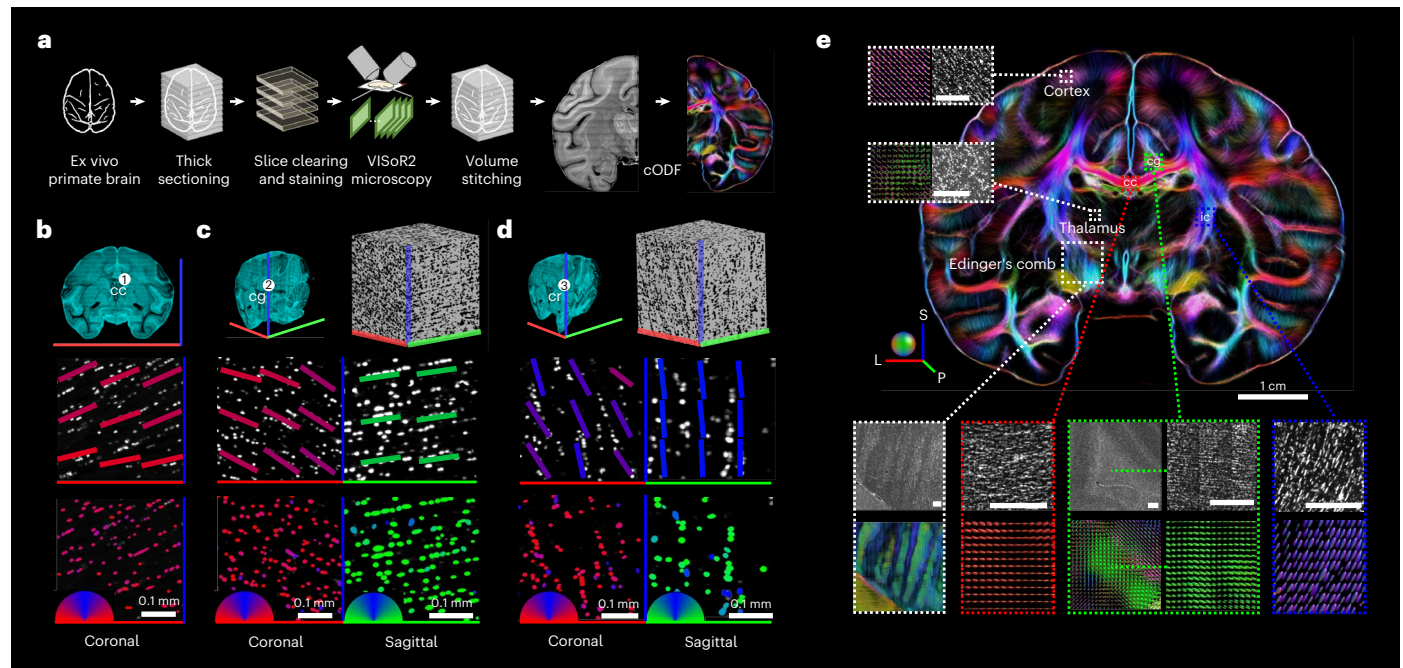 a
Ex vivo
primate brain
Thick
sectioning
Slice clearing
and staining
VISoR2
microscopy
Volume
stitching
cODF
b
1
cc
c
2
cg
d
3
cr
0.1 mm
0.1 mm
0.1 mm
0.1 mm
0.1 mm
Coronal
Coronal
Sagittal
Coronal
Sagittal
e
Cortex
cg
cc
ic
Thalamus
Edinger's comb
S
L
P
1 cm